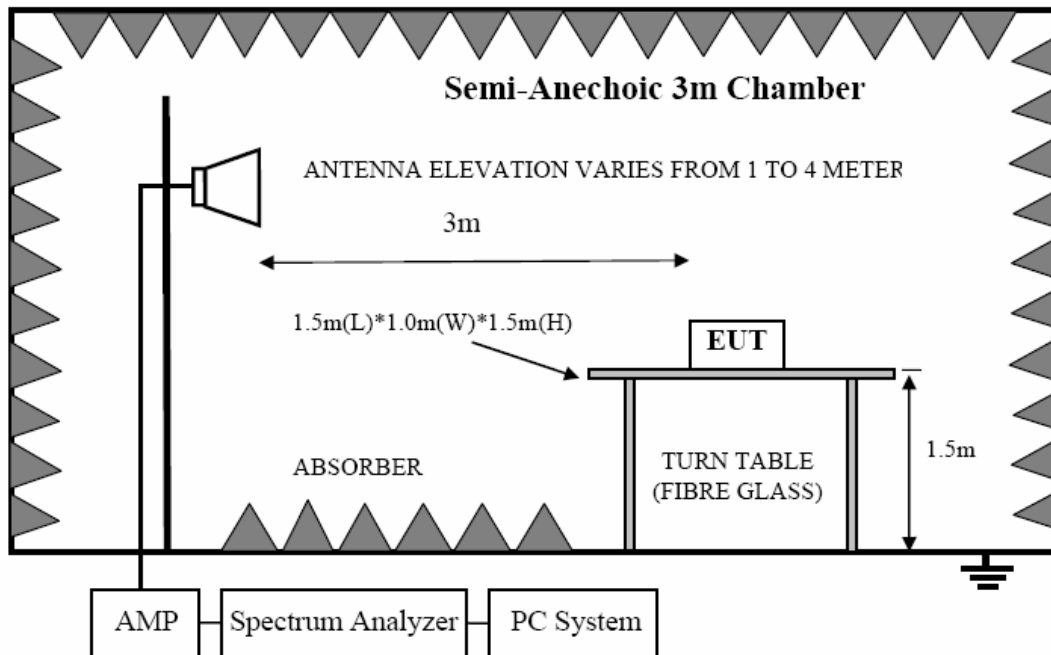 Semi-Anechoic 3m Chamber
ANTENNA ELEVATION VARIES FROM 1 TO 4 METER
3m
1.5m(L)*1.0m(W)*1.5m(H)
EUT
1.5m
ABSORBER
TURN TABLE
(FIBRE GLASS)
AMP
Spectrum Analyzer
PC System